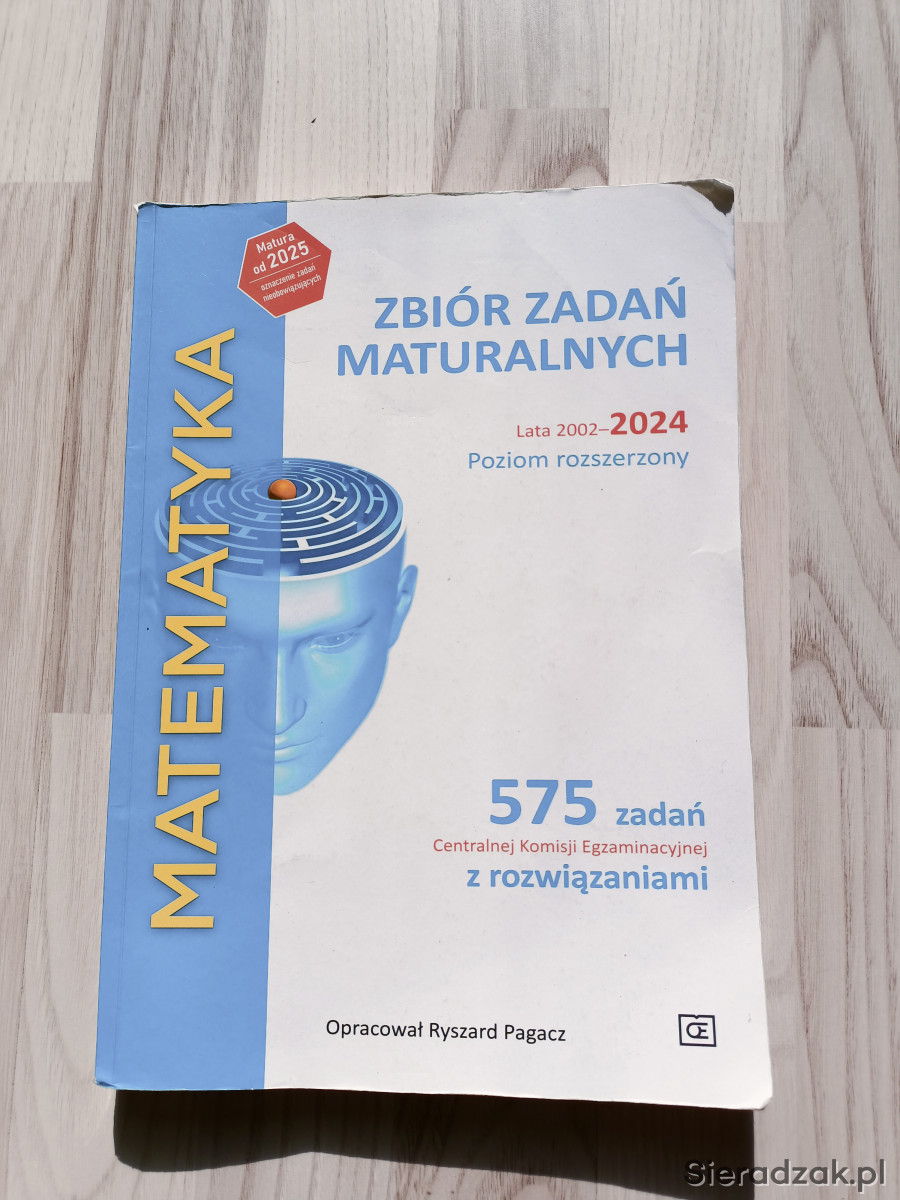 Matura
od 2025
oznaczenie zadań
nieobowiązujących
MATEMATYKA
ZBIÓR ZADAŃ
MATURALNYCH
Lata 2002–2024
Poziom rozszerzony
575 zadań
Centralnej Komisji Egzaminacyjnej
z rozwiązaniami
Opracował Ryszard Pagacz
OE
Sieradzak.pl